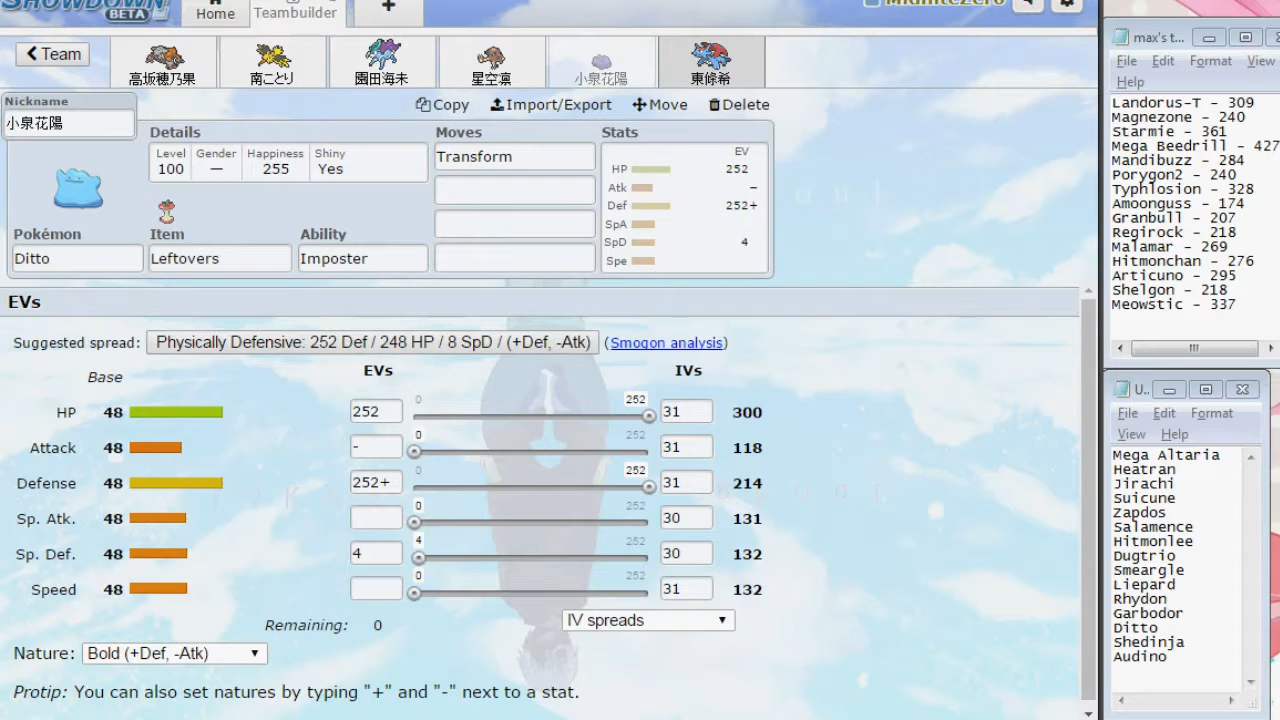 SHOWDOWN
BETA
Home
Teambuilder
+
MidniteZero
Team
高坂穂乃果
南ことり
園田海未
星空凛
小泉花陽
東條希
Nickname
小泉花陽
Copy
Import/Export
Move
Delete
Details
Level
100
Gender
—
Happiness
255
Shiny
Yes
Pokémon
Ditto
Item
Leftovers
Ability
Imposter
Moves
Transform
Stats
EV
HP 252
Atk –
Def 252+
SpA
SpD 4
Spe
EVs
Suggested spread: Physically Defensive: 252 Def / 248 HP / 8 SpD / (+Def, -Atk) (Smogon analysis)
Base EVs IVs
HP 48 252 0 252 31 300
Attack 48 - 0 252 31 118
Defense 48 252+ 0 252 31 214
Sp. Atk. 48 0 252 30 131
Sp. Def. 48 4 4 252 30 132
Speed 48 0 252 31 132
Remaining: 0
IV spreads
Nature: Bold (+Def, -Atk)
Protip: You can also set natures by typing "+" and "-" next to a stat.
max's t...
File Edit Format View
Help
Landorus-T - 309
Magnezone - 240
Starmie - 361
Mega Beedrill - 427
Mandibuzz - 284
Porygon2 - 240
Typhlosion - 328
Amoonguss - 174
Granbull - 207
Regirock - 218
Malamar - 269
Hitmonchan - 276
Articuno - 295
Shelgon - 218
Meowstic - 337
U...
File Edit Format
View Help
Mega Altaria
Heatran
Jirachi
Suicune
Zapdos
Salamence
Hitmonlee
Dugtrio
Smeargle
Liepard
Rhydon
Garbodor
Ditto
Shedinja
Audino